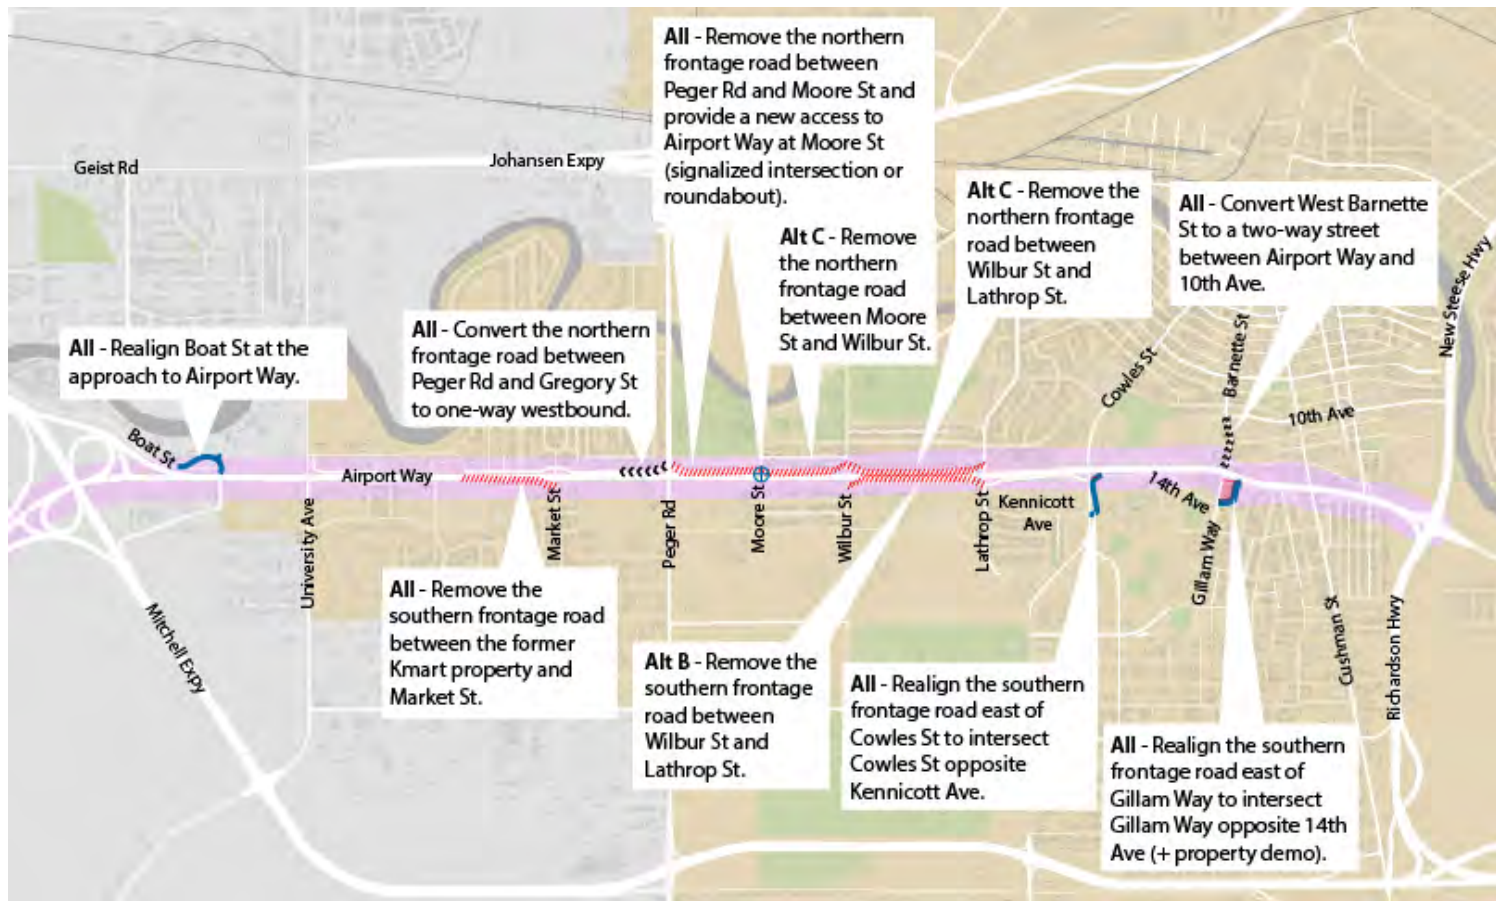 All - Remove the northern
frontage road between
Peger Rd and Moore St and
provide a new access to
Airport Way at Moore St
(signalized intersection or
roundabout).
Geist Rd
Johansen Expy
Alt C - Remove the
northern frontage
road between
Wilbur St and
Lathrop St.
All - Convert West Barnette
St to a two-way street
between Airport Way and
10th Ave.
Alt C - Remove
the northern
frontage road
between Moore
St and Wilbur St.
New Steese Hwy
All - Realign Boat St at the
approach to Airport Way.
All - Convert the northern
frontage road between
Peger Rd and Gregory St
to one-way westbound.
Cowles St
Barnette St
10th Ave
Boat St
Airport Way
University Ave
Market St
Peger Rd
Moore St
Wilbur St
Lathrop St
Kennicott
Ave
14th Ave
Gillam Way
Mitchell Expy
Cushman St
Richardson Hwy
All - Remove the
southern frontage road
between the former
Kmart property and
Market St.
Alt B - Remove the
southern frontage
road between
Wilbur St and
Lathrop St.
All - Realign the southern
frontage road east of
Cowles St to intersect
Cowles St opposite
Kennicott Ave.
All - Realign the southern
frontage road east of
Gillam Way to intersect
Gillam Way opposite 14th
Ave (+ property demo).